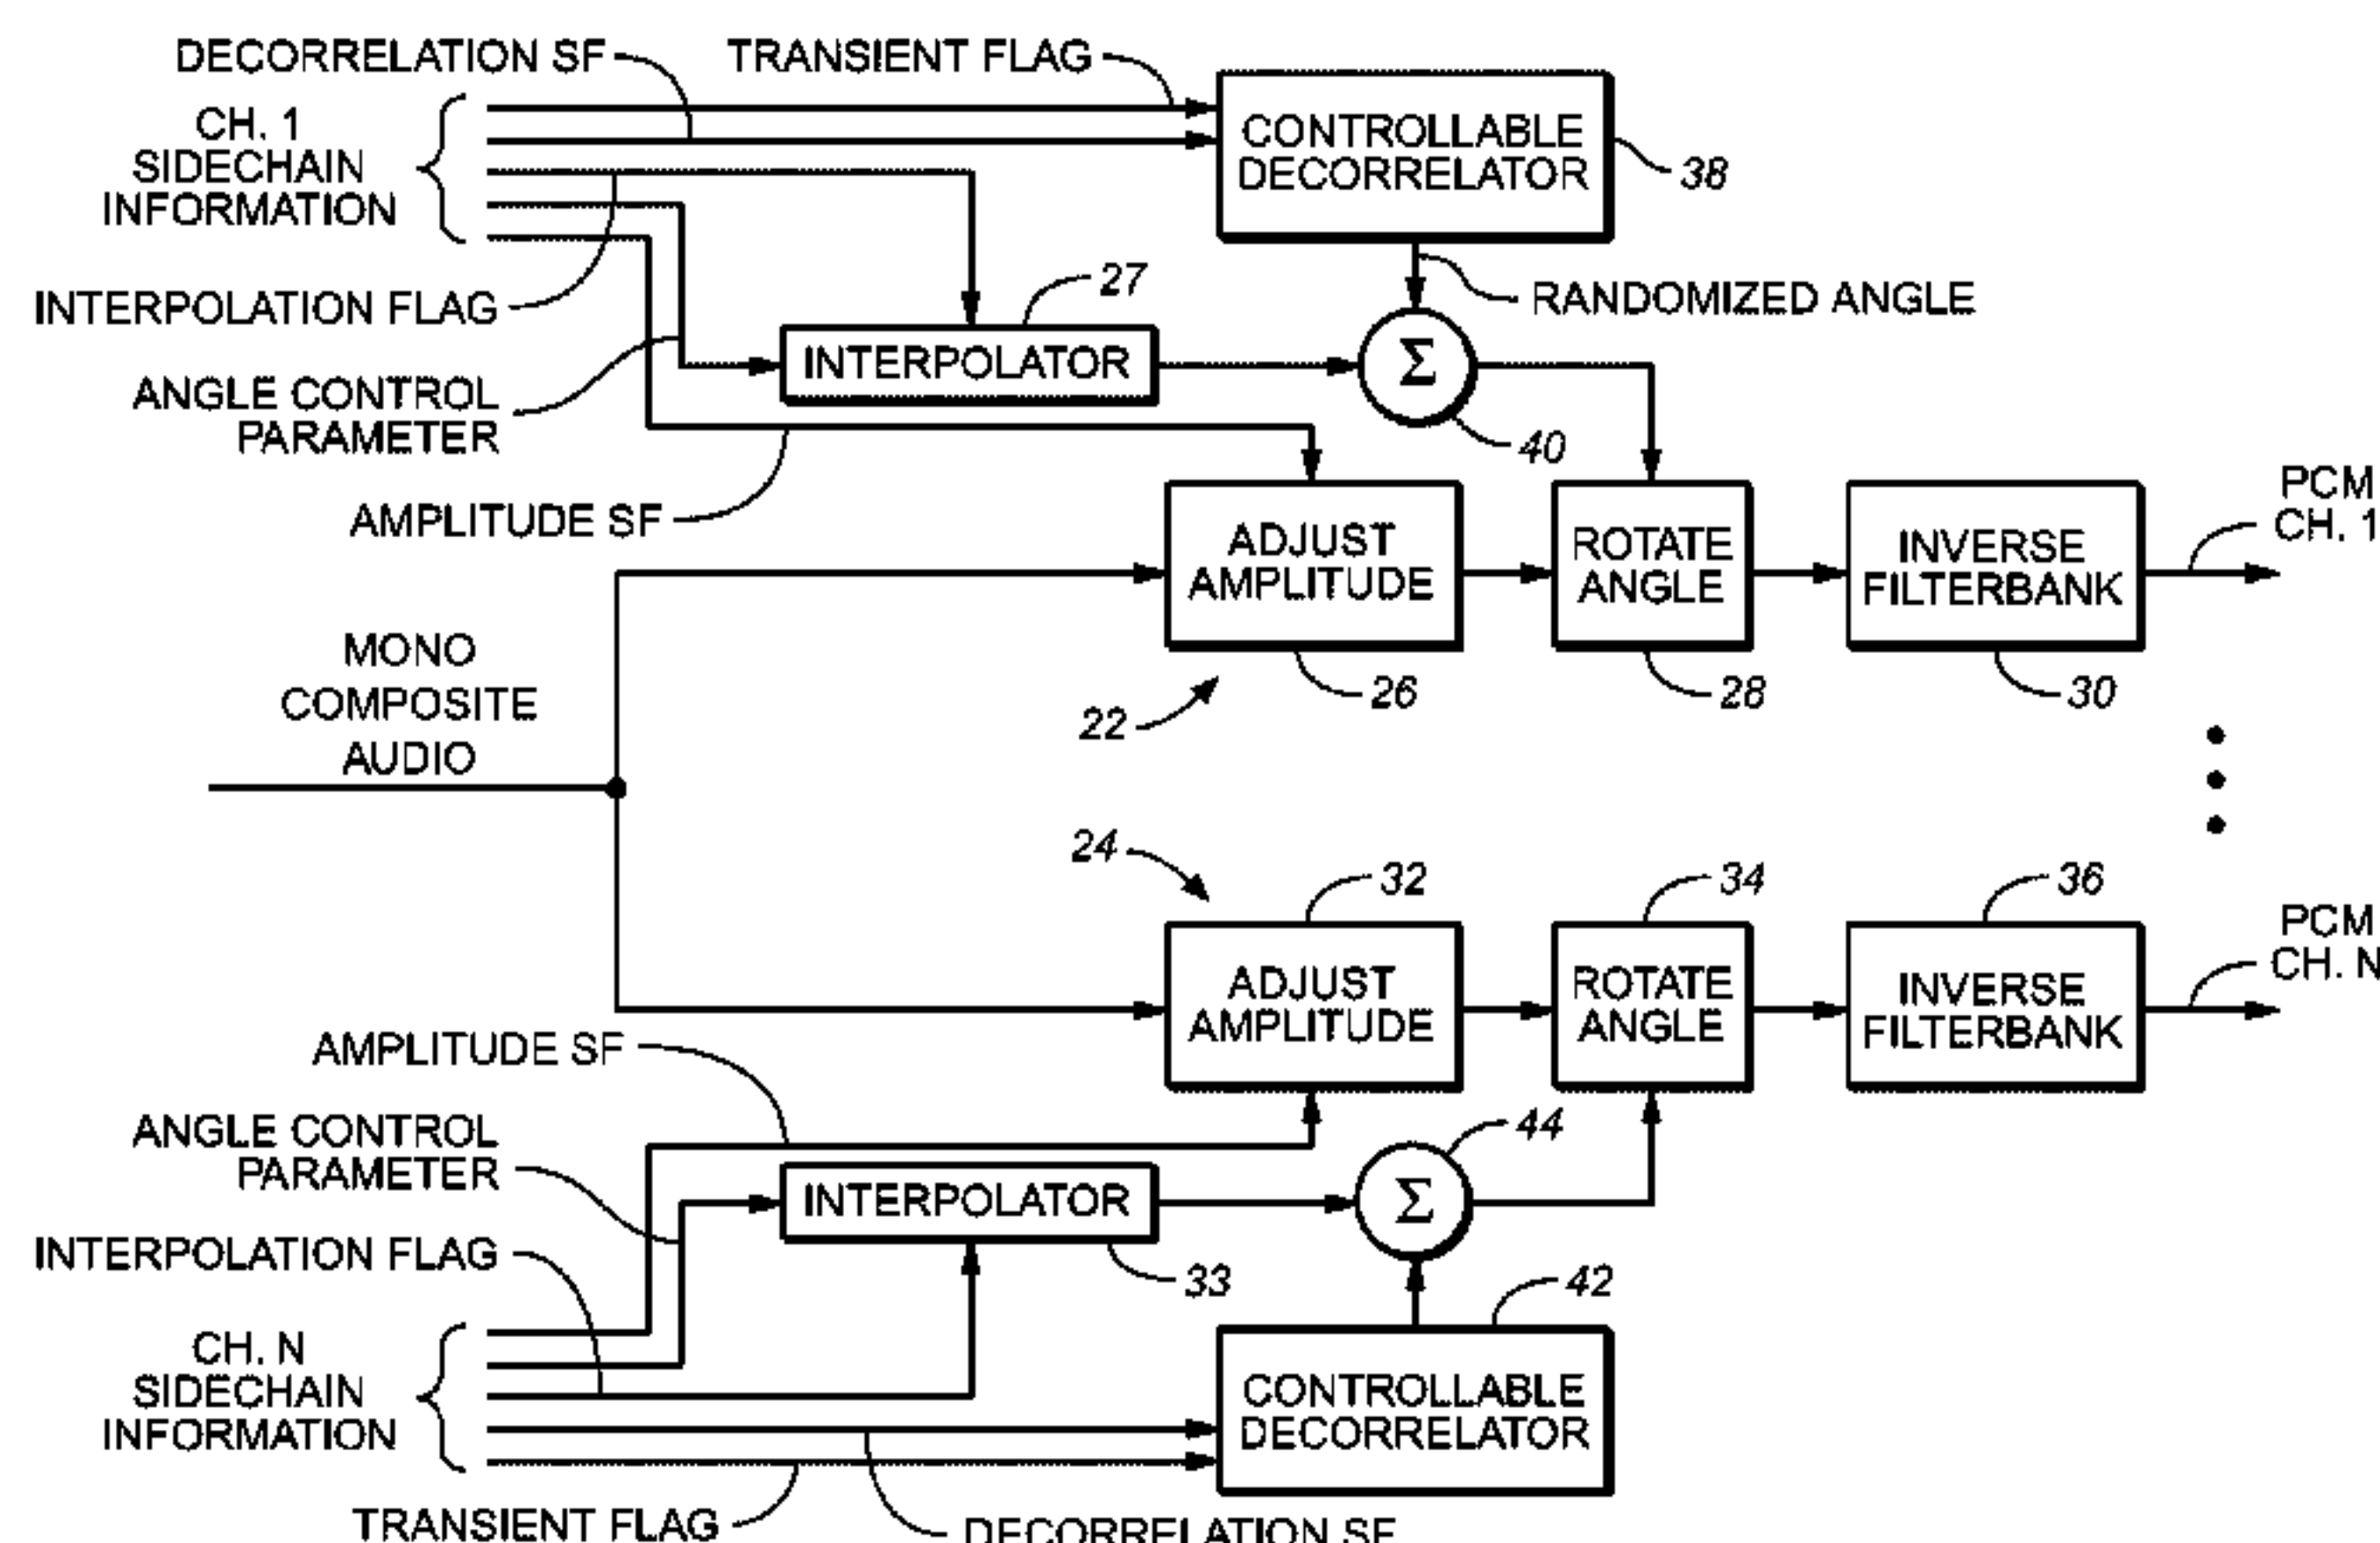 DECORRELATION SF
TRANSIENT FLAG
CH. 1
SIDECHAIN
INFORMATION
CONTROLLABLE
DECORRELATOR
38
INTERPOLATION FLAG
27
RANDOMIZED ANGLE
INTERPOLATOR
Σ
ANGLE CONTROL
PARAMETER
40
AMPLITUDE SF
ADJUST
AMPLITUDE
ROTATE
ANGLE
INVERSE
FILTERBANK
PCM
CH. 1
MONO
COMPOSITE
AUDIO
22
26
28
30
24
32
34
36
ADJUST
AMPLITUDE
ROTATE
ANGLE
INVERSE
FILTERBANK
PCM
CH. N
AMPLITUDE SF
ANGLE CONTROL
PARAMETER
44
INTERPOLATOR
Σ
INTERPOLATION FLAG
33
42
CH. N
SIDECHAIN
INFORMATION
CONTROLLABLE
DECORRELATOR
TRANSIENT FLAG
DECORRELATION SF